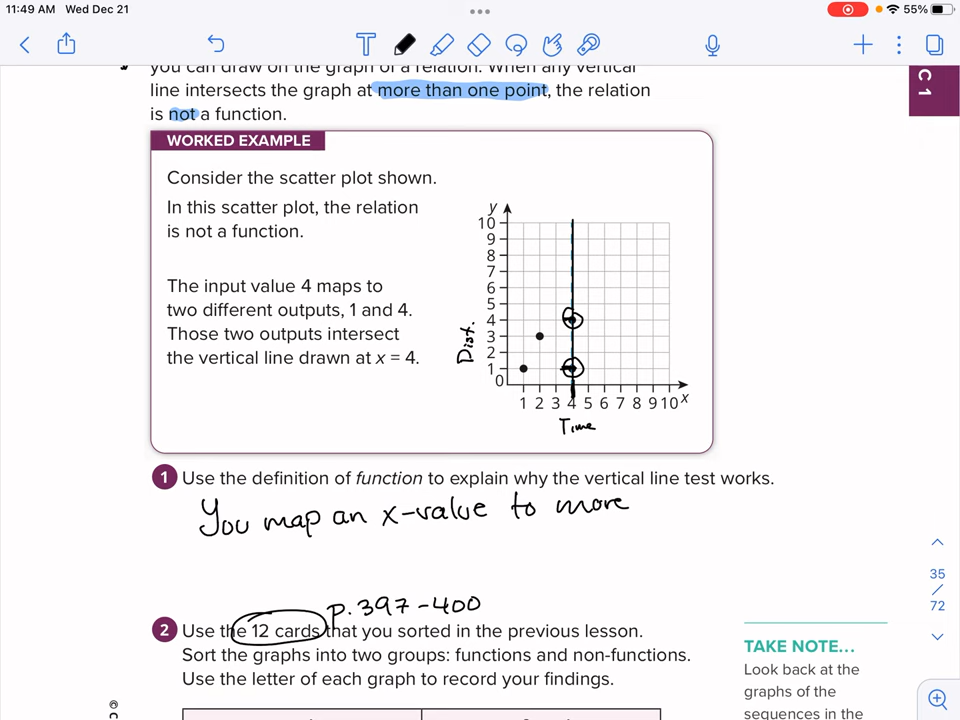 11:49 AM Wed Dec 21
55%
you can draw on the graph of a relation. When any vertical
line intersects the graph at more than one point, the relation
is not a function.
C 1
WORKED EXAMPLE
Consider the scatter plot shown.
In this scatter plot, the relation
is not a function.
The input value 4 maps to
two different outputs, 1 and 4.
Those two outputs intersect
the vertical line drawn at x = 4.
y
10
9
8
7
6
5
4
3
2
1
0
Dist.
1 2 3 4 5 6 7 8 9 10 x
Time
1 Use the definition of function to explain why the vertical line test works.
You map an x-value to more
p. 397-400
2 Use the 12 cards that you sorted in the previous lesson.
Sort the graphs into two groups: functions and non-functions.
Use the letter of each graph to record your findings.
TAKE NOTE...
Look back at the
graphs of the
sequences in the
35
/
72